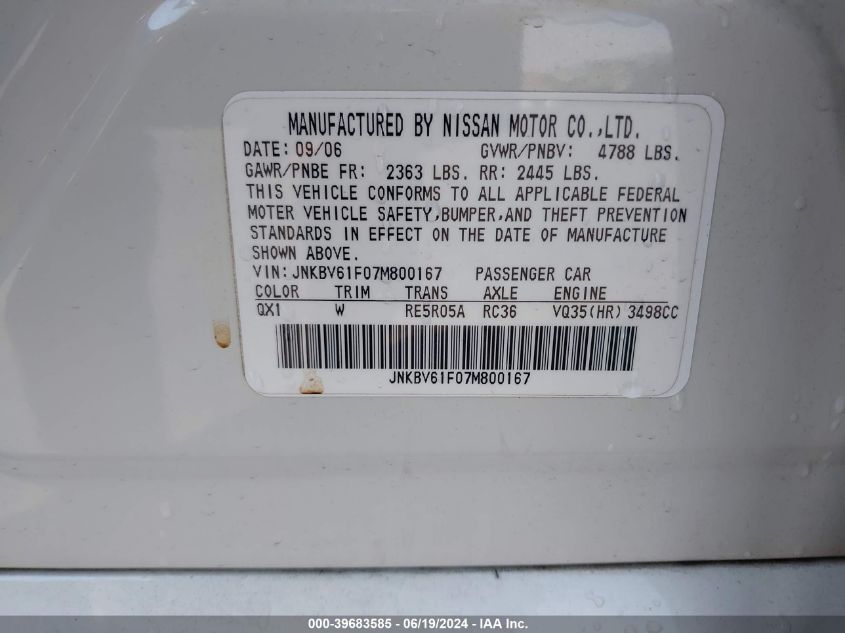 MANUFACTURED BY NISSAN MOTOR CO.,LTD.
DATE: 09/06 GVWR/PNBV: 4788 LBS.
GAWR/PNBE FR: 2363 LBS. RR: 2445 LBS.
THIS VEHICLE CONFORMS TO ALL APPLICABLE FEDERAL
MOTER VEHICLE SAFETY,BUMPER,AND THEFT PREVENTION
STANDARDS IN EFFECT ON THE DATE OF MANUFACTURE
SHOWN ABOVE.
VIN: JNKBV61F07M800167 PASSENGER CAR
COLOR TRIM TRANS AXLE ENGINE
QX1 W RE5R05A RC36 VQ35(HR) 3498CC
JNKBV61F07M800167
000-39683585 - 06/19/2024 - IAA Inc.